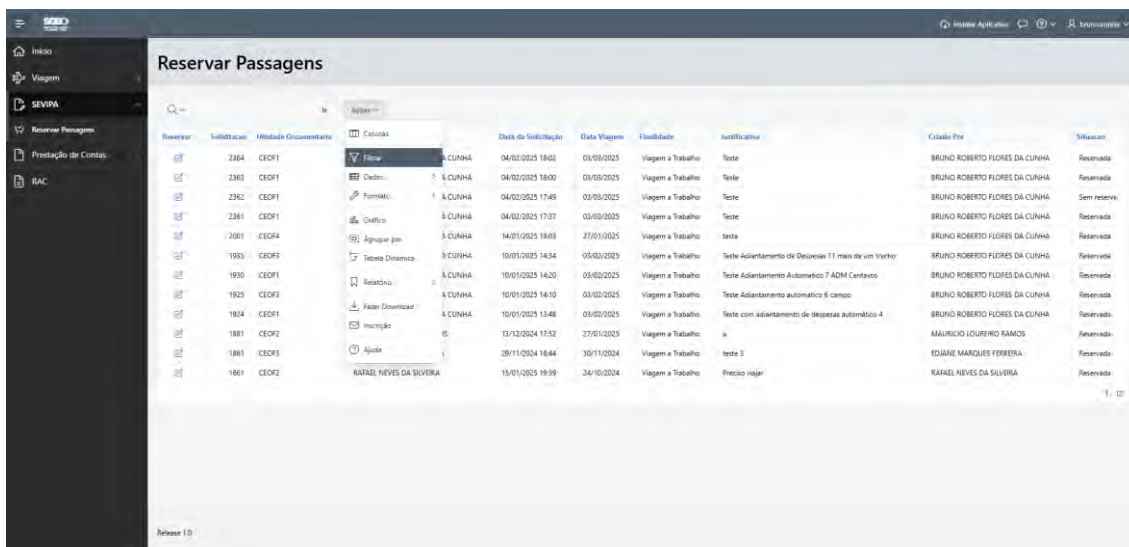 SGEO
Instalar Aplicativo
Início
Viagem
SEVIPA
Reservar Passagens
Prestação de Contas
RAC
Reservar Passagens
Ir Ações
Colunas
Filtrar
Dados
Formato
Gráfico
Agrupar por
Tabela Dinâmica
Relatório
Fazer Download
Inscrição
Ajuda
Reservar Solicitacao Unidade Orcamentaria Data da Solicitação Data Viagem Finalidade Justificativa Criado Por Situacao
2364 CEOF1 A CUNHA 04/02/2025 18:02 03/03/2025 Viagem a Trabalho Teste BRUNO ROBERTO FLORES DA CUNHA Reservada
2363 CEOF1 A CUNHA 04/02/2025 18:00 03/03/2025 Viagem a Trabalho Teste BRUNO ROBERTO FLORES DA CUNHA Reservada
2362 CEOF1 A CUNHA 04/02/2025 17:49 03/03/2025 Viagem a Trabalho Teste BRUNO ROBERTO FLORES DA CUNHA Sem reserva
2361 CEOF1 A CUNHA 04/02/2025 17:37 03/03/2025 Viagem a Trabalho Teste BRUNO ROBERTO FLORES DA CUNHA Reservada
2001 CEOF4 A CUNHA 14/01/2025 18:03 27/01/2025 Viagem a Trabalho testa BRUNO ROBERTO FLORES DA CUNHA Reservada
1935 CEOF3 A CUNHA 10/01/2025 14:34 03/02/2025 Viagem a Trabalho Teste Adiantamento de Despesas 11 mais de um trecho BRUNO ROBERTO FLORES DA CUNHA Reservada
1930 CEOF1 A CUNHA 10/01/2025 14:20 03/02/2025 Viagem a Trabalho Teste Adiantamento Automatico 7 ADM Centavos BRUNO ROBERTO FLORES DA CUNHA Reservada
1925 CEOF3 A CUNHA 10/01/2025 14:10 03/02/2025 Viagem a Trabalho Teste Adiantamento automatico 6 campo BRUNO ROBERTO FLORES DA CUNHA Reservada
1924 CEOF1 A CUNHA 10/01/2025 13:48 03/02/2025 Viagem a Trabalho Teste com adiantamento de despesas automático 4 BRUNO ROBERTO FLORES DA CUNHA Reservada
1881 CEOF2 OS 13/12/2024 17:52 27/01/2025 Viagem a Trabalho a MAURICIO LOUREIRO RAMOS Reservada
1861 CEOF3 29/11/2024 18:44 30/11/2024 Viagem a Trabalho teste 3 EDJANE MARQUES FERREIRA Reservada
1661 CEOF2 RAFAEL NEVES DA SILVEIRA 15/01/2025 19:39 24/10/2024 Viagem a Trabalho Preciso viajar RAFAEL NEVES DA SILVEIRA Reservada
Release 1.0